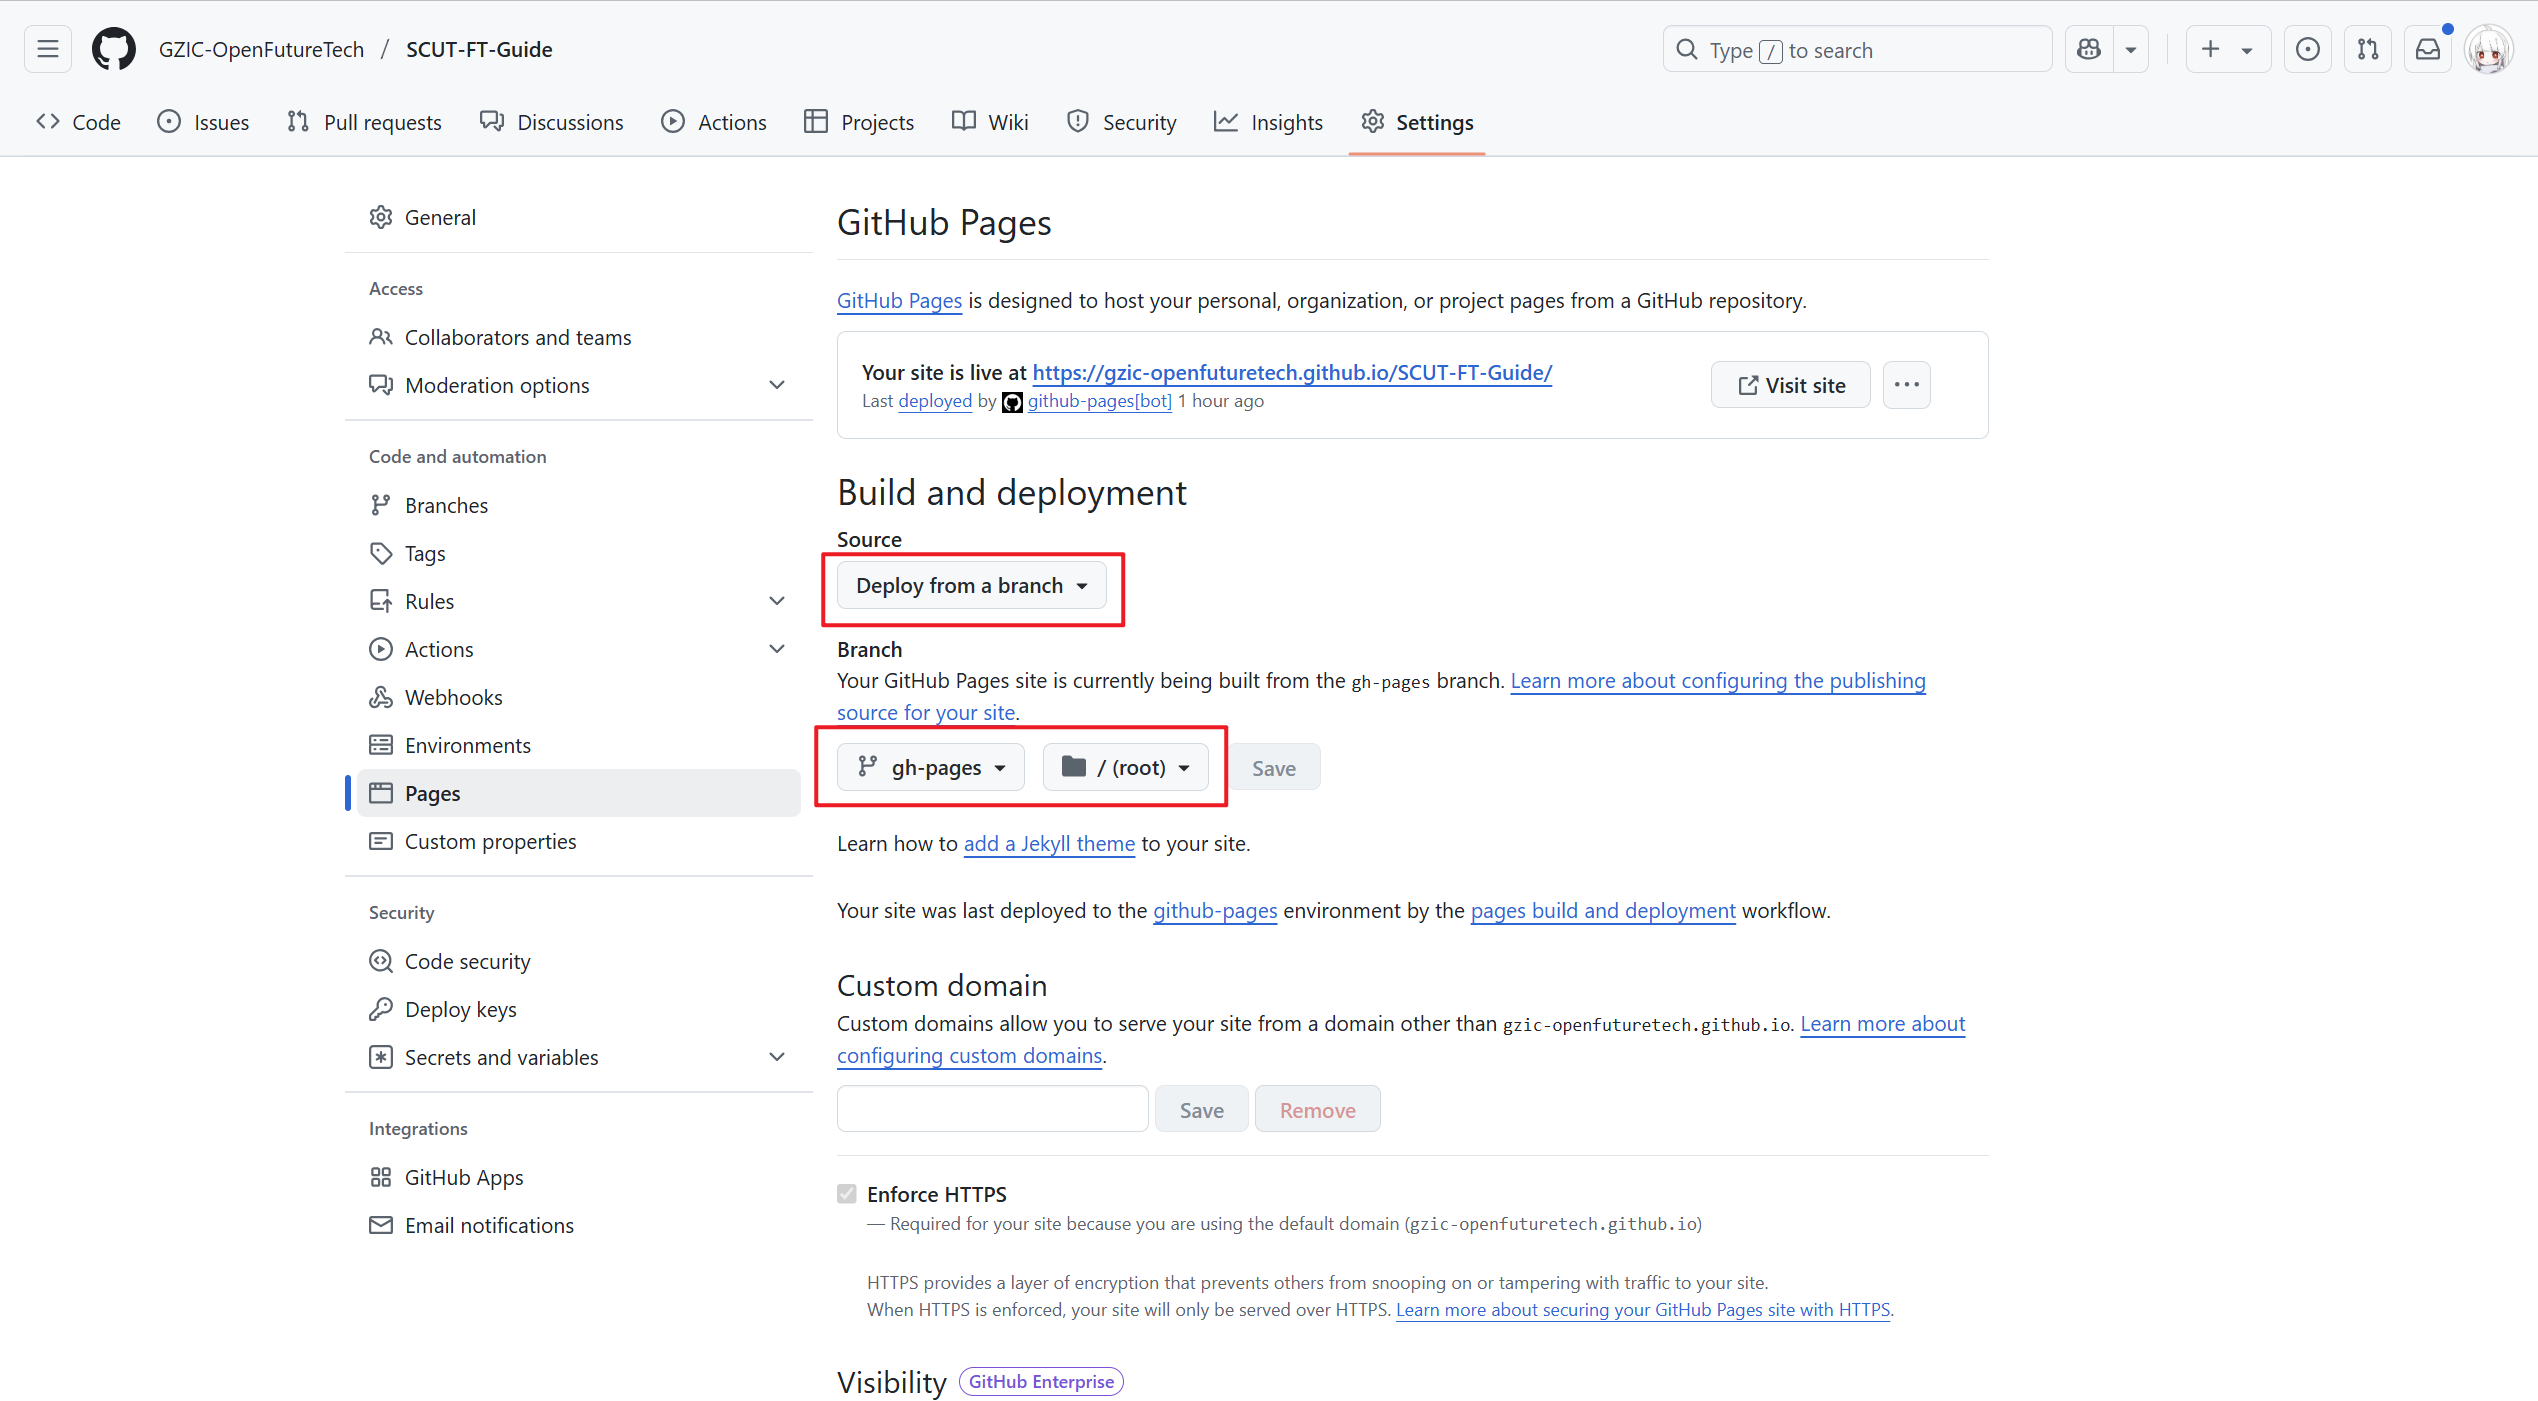 GZIC-OpenFutureTech / SCUT-FT-Guide
Type / to search
Code
Issues
Pull requests
Discussions
Actions
Projects
Wiki
Security
Insights
Settings
General
Access
Collaborators and teams
Moderation options
Code and automation
Branches
Tags
Rules
Actions
Webhooks
Environments
Pages
Custom properties
Security
Code security
Deploy keys
Secrets and variables
Integrations
GitHub Apps
Email notifications
GitHub Pages
GitHub Pages is designed to host your personal, organization, or project pages from a GitHub repository.
Your site is live at https://gzic-openfuturetech.github.io/SCUT-FT-Guide/
Last deployed by github-pages[bot] 1 hour ago
Visit site
Build and deployment
Source
Deploy from a branch
Branch
Your GitHub Pages site is currently being built from the gh-pages branch. Learn more about configuring the publishing
source for your site.
gh-pages
/ (root)
Save
Learn how to add a Jekyll theme to your site.
Your site was last deployed to the github-pages environment by the pages build and deployment workflow.
Custom domain
Custom domains allow you to serve your site from a domain other than gzic-openfuturetech.github.io. Learn more about
configuring custom domains.
Save
Remove
Enforce HTTPS
— Required for your site because you are using the default domain (gzic-openfuturetech.github.io)
HTTPS provides a layer of encryption that prevents others from snooping on or tampering with traffic to your site.
When HTTPS is enforced, your site will only be served over HTTPS. Learn more about securing your GitHub Pages site with HTTPS.
Visibility
GitHub Enterprise